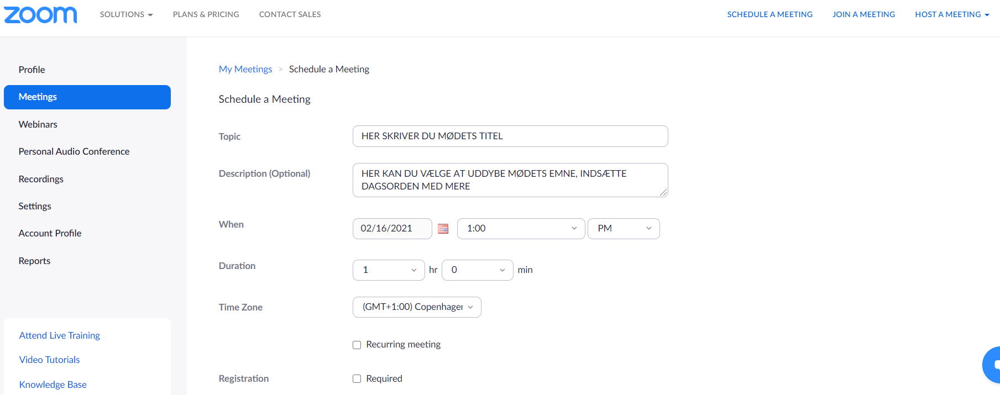 zoom SOLUTIONS PLANS & PRICING CONTACT SALES SCHEDULE A MEETING JOIN A MEETING HOST A MEETING
Profile
Meetings
Webinars
Personal Audio Conference
Recordings
Settings
Account Profile
Reports
Attend Live Training
Video Tutorials
Knowledge Base
My Meetings > Schedule a Meeting
Schedule a Meeting
Topic HER SKRIVER DU MØDETS TITEL
Description (Optional) HER KAN DU VÆLGE AT UDDYBE MØDETS EMNE, INDSÆTTE
DAGSORDEN MED MERE
When 02/16/2021 1:00 PM
Duration 1 hr 0 min
Time Zone (GMT+1:00) Copenhagen
Recurring meeting
Registration Required